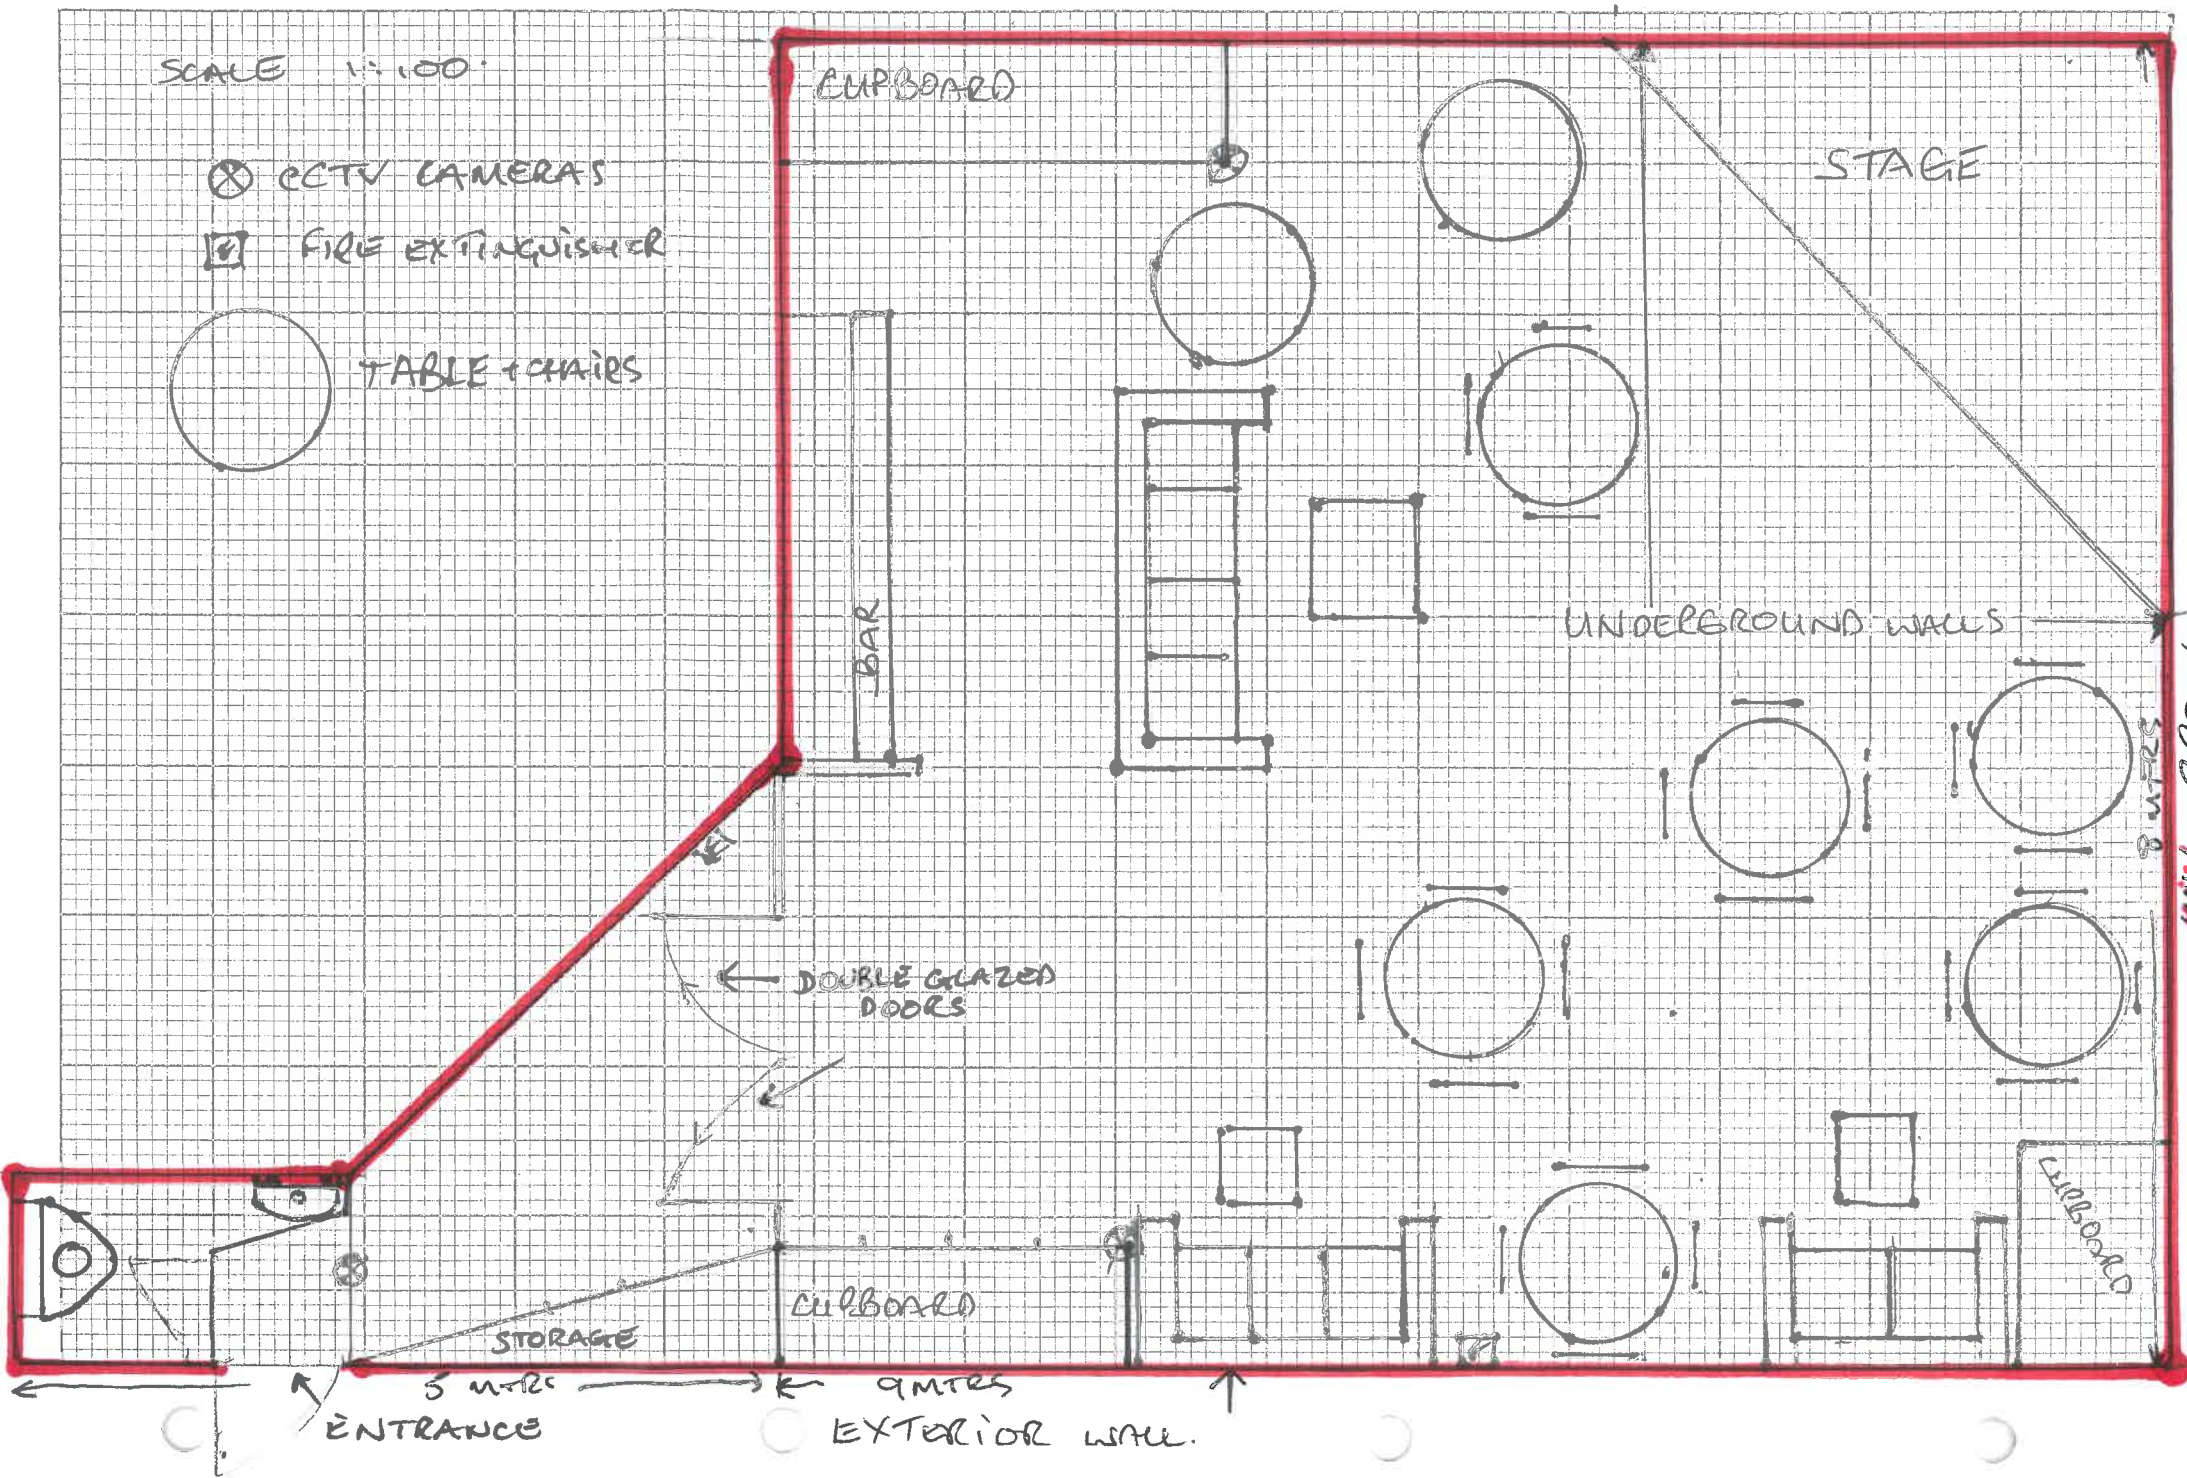 SCALE 1:100.
CCTV CAMERAS
FIRE EXTINGUISHER
TABLE + CHAIRS
CUPBOARD
STAGE
BAR
UNDERGROUND WALLS
8 MTRS
DOUBLE GLAZED
DOORS
CUPBOARD
CUPBOARD
STORAGE
5 MTRS
9 MTRS
ENTRANCE
EXTERIOR WALL.